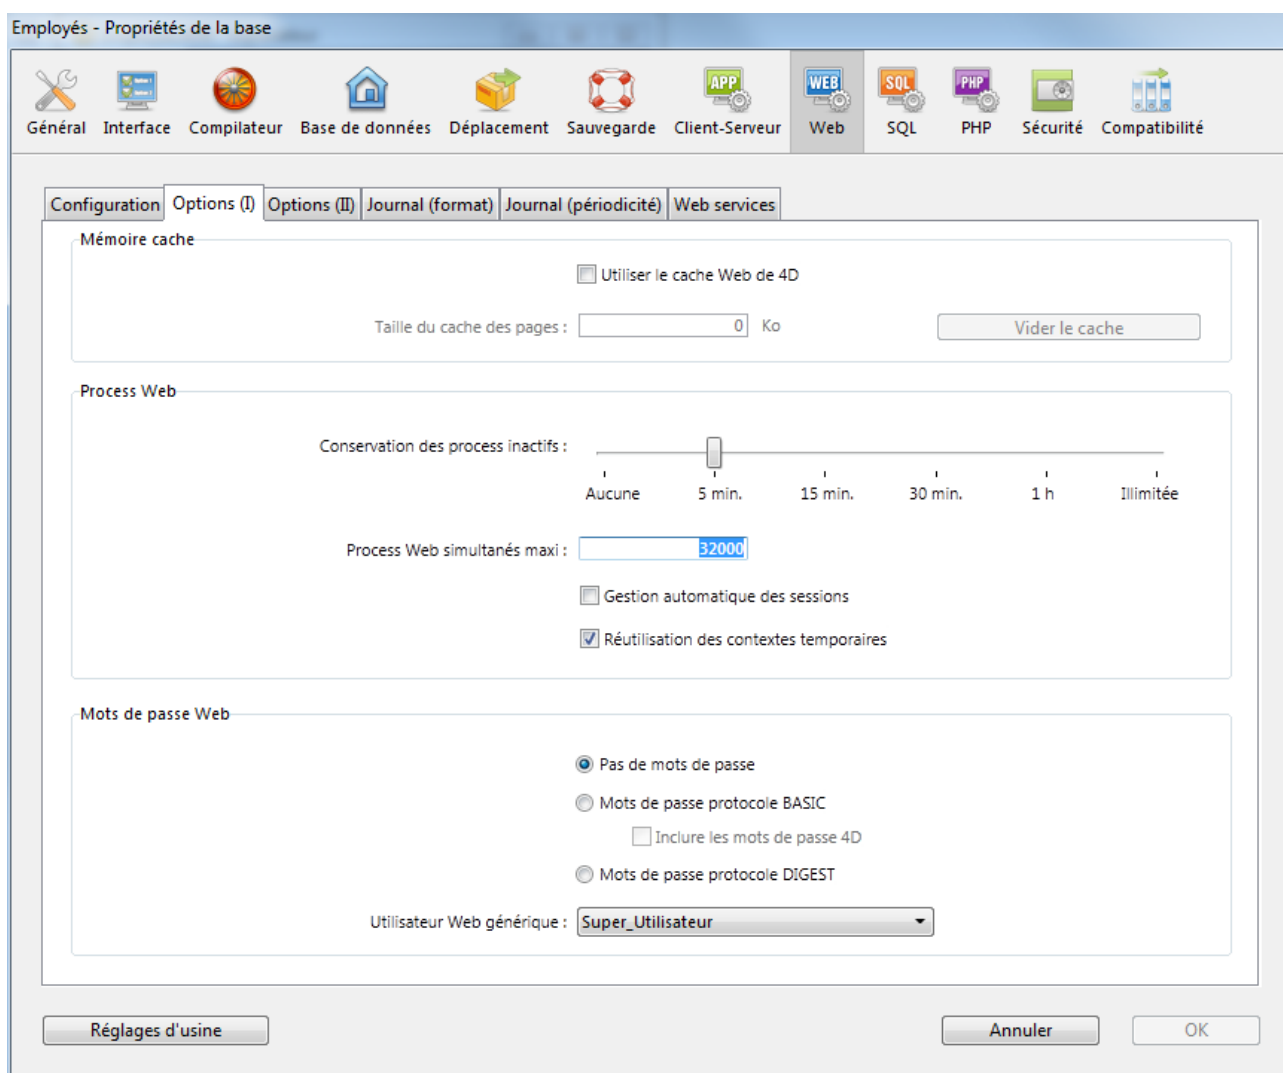 Employés - Propriétés de la base
APP WEB SQL PHP
Général Interface Compilateur Base de données Déplacement Sauvegarde Client-Serveur Web SQL PHP Sécurité Compatibilité
Configuration Options (I) Options (II) Journal (format) Journal (périodicité) Web services
Mémoire cache
Utiliser le cache Web de 4D
Taille du cache des pages : 0 Ko Vider le cache
Process Web
Conservation des process inactifs :
Aucune 5 min. 15 min. 30 min. 1 h Illimitée
Process Web simultanés maxi : 32000
Gestion automatique des sessions
Réutilisation des contextes temporaires
Mots de passe Web
Pas de mots de passe
Mots de passe protocole BASIC
Inclure les mots de passe 4D
Mots de passe protocole DIGEST
Utilisateur Web générique : Super_Utilisateur
Réglages d'usine Annuler OK